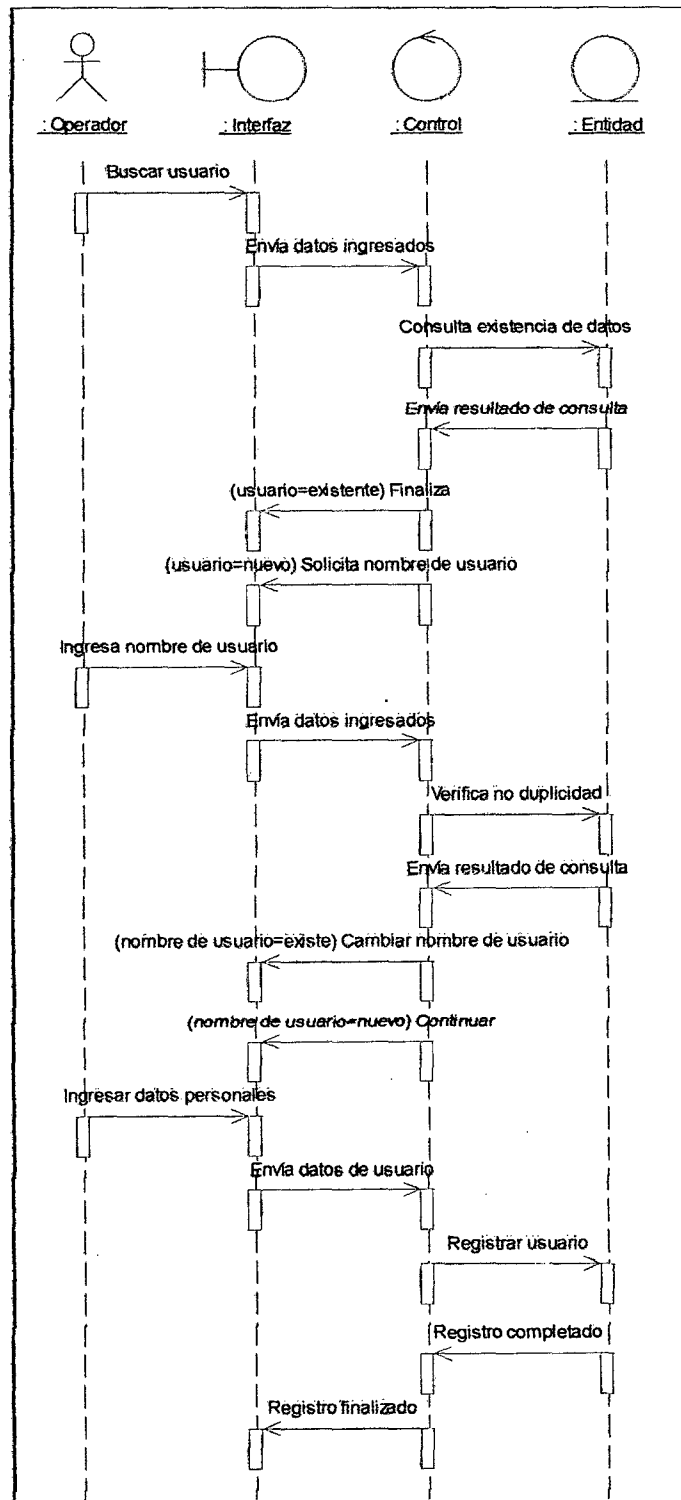 : Operador
: Interfaz
: Control
: Entidad
Buscar usuario
Envía datos ingresados
Consulta existencia de datos
Envía resultado de consulta
(usuario=existente) Finaliza
(usuario=nuevo) Solicita nombre de usuario
Ingresa nombre de usuario
Envía datos ingresados
Verifica no duplicidad
Envía resultado de consulta
(nombre de usuario=existe) Cambiar nombre de usuario
(nombre de usuario=nuevo) Continuar
Ingresar datos personales
Envía datos de usuario
Registrar usuario
Registro completado
Registro finalizado